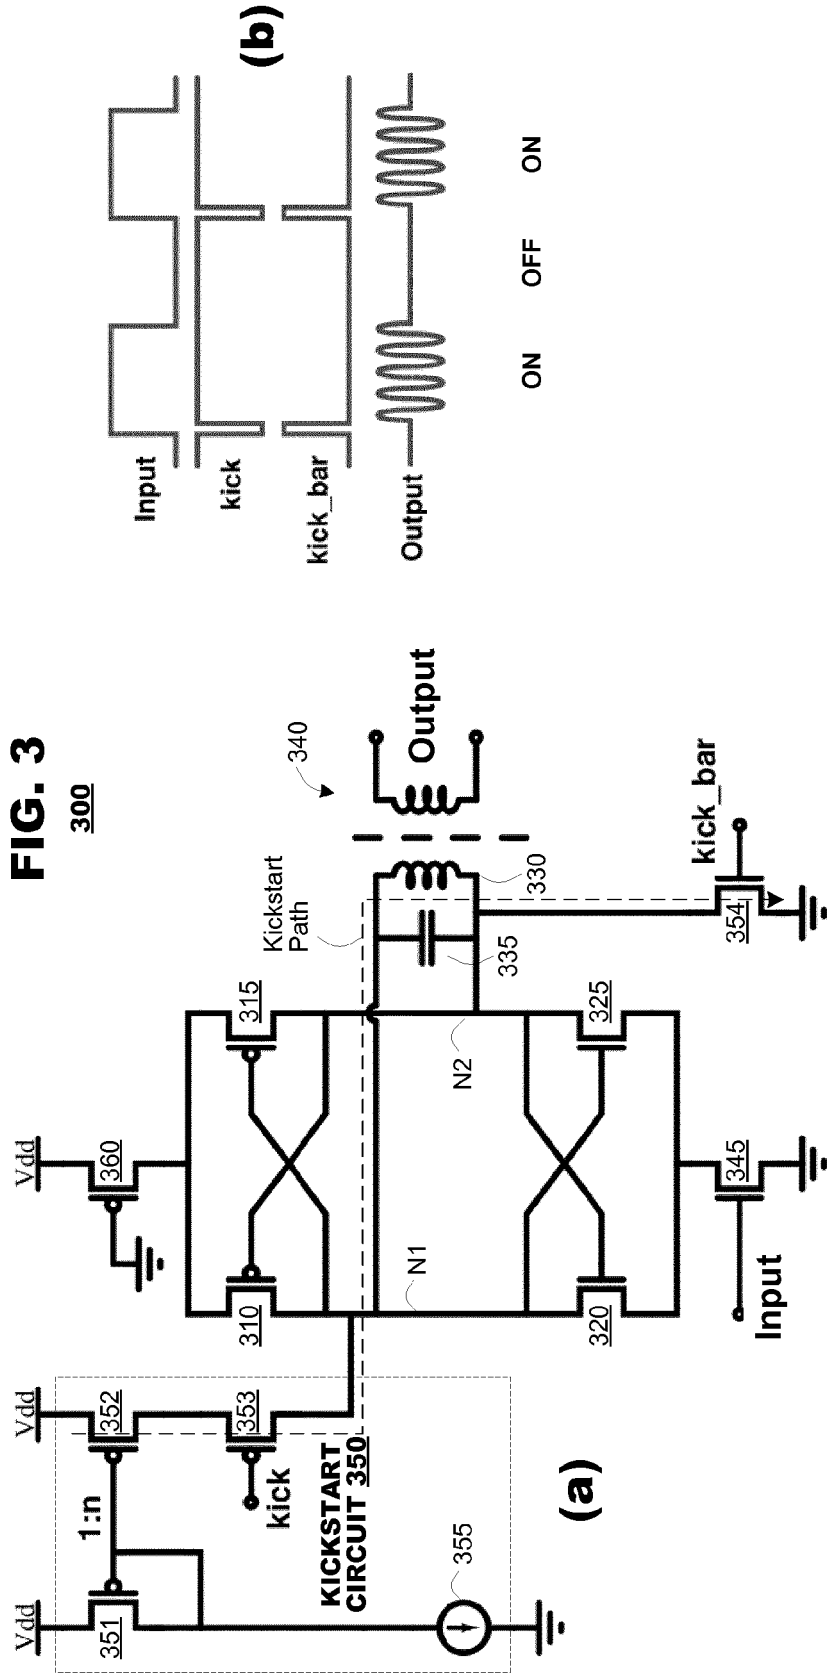 FIG. 3
300
Vdd
Vdd
Vdd
351
1:n
352
360
353
kick
310
315
KICKSTART
CIRCUIT 350
355
N1
N2
Kickstart
Path
335
330
340
Output
320
325
Input
345
354
kick_bar
(a)
Input
kick
kick_bar
Output
ON
OFF
ON
(b)